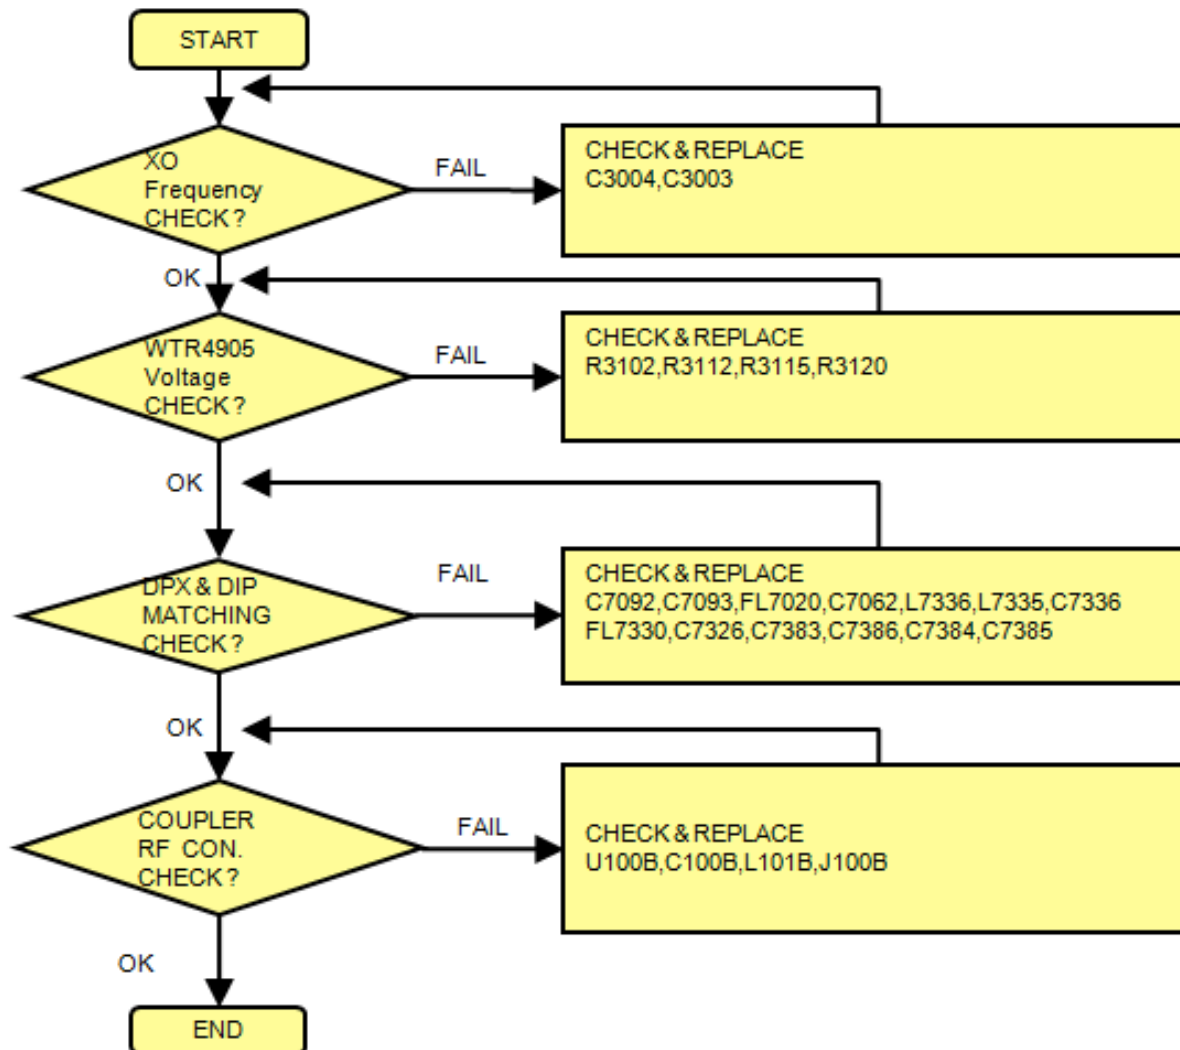 START
XO
Frequency
CHECK?
FAIL
CHECK & REPLACE
C3004,C3003
OK
WTR4905
Voltage
CHECK?
FAIL
CHECK & REPLACE
R3102,R3112,R3115,R3120
OK
DPX & DIP
MATCHING
CHECK?
FAIL
CHECK & REPLACE
C7092,C7093,FL7020,C7062,L7336,L7335,C7336
FL7330,C7326,C7383,C7386,C7384,C7385
OK
COUPLER
RF CON.
CHECK?
FAIL
CHECK & REPLACE
U100B,C100B,L101B,J100B
OK
END